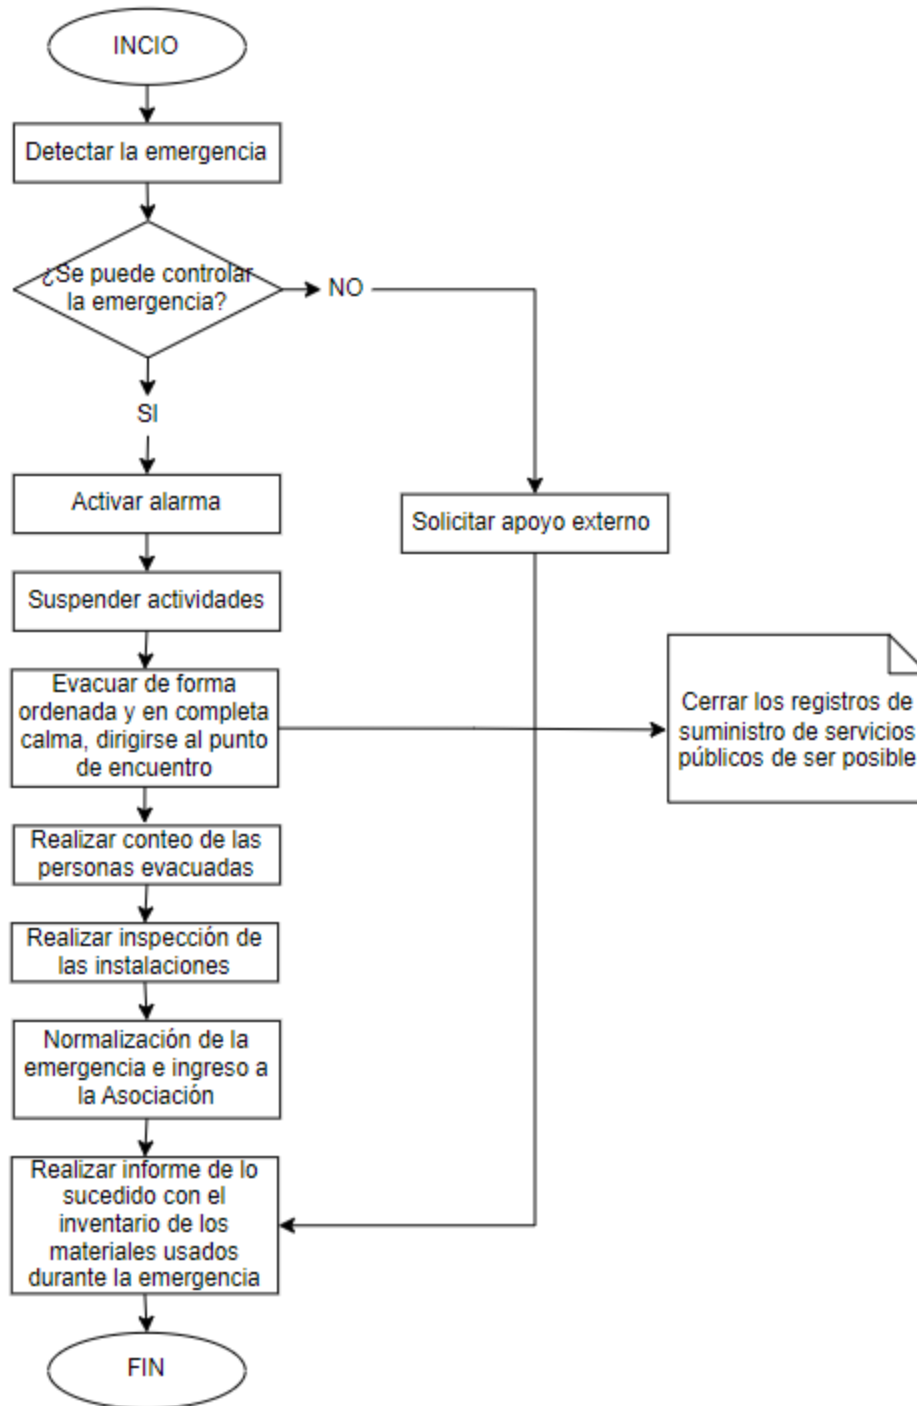 INCIO
Detectar la emergencia
¿Se puede controlar
la emergencia?
NO
SI
Activar alarma
Solicitar apoyo externo
Suspender actividades
Evacuar de forma
ordenada y en completa
calma, dirigirse al punto
de encuentro
Cerrar los registros de
suministro de servicios
públicos de ser posible
Realizar conteo de las
personas evacuadas
Realizar inspección de
las instalaciones
Normalización de la
emergencia e ingreso a
la Asociación
Realizar informe de lo
sucedido con el
inventario de los
materiales usados
durante la emergencia
FIN